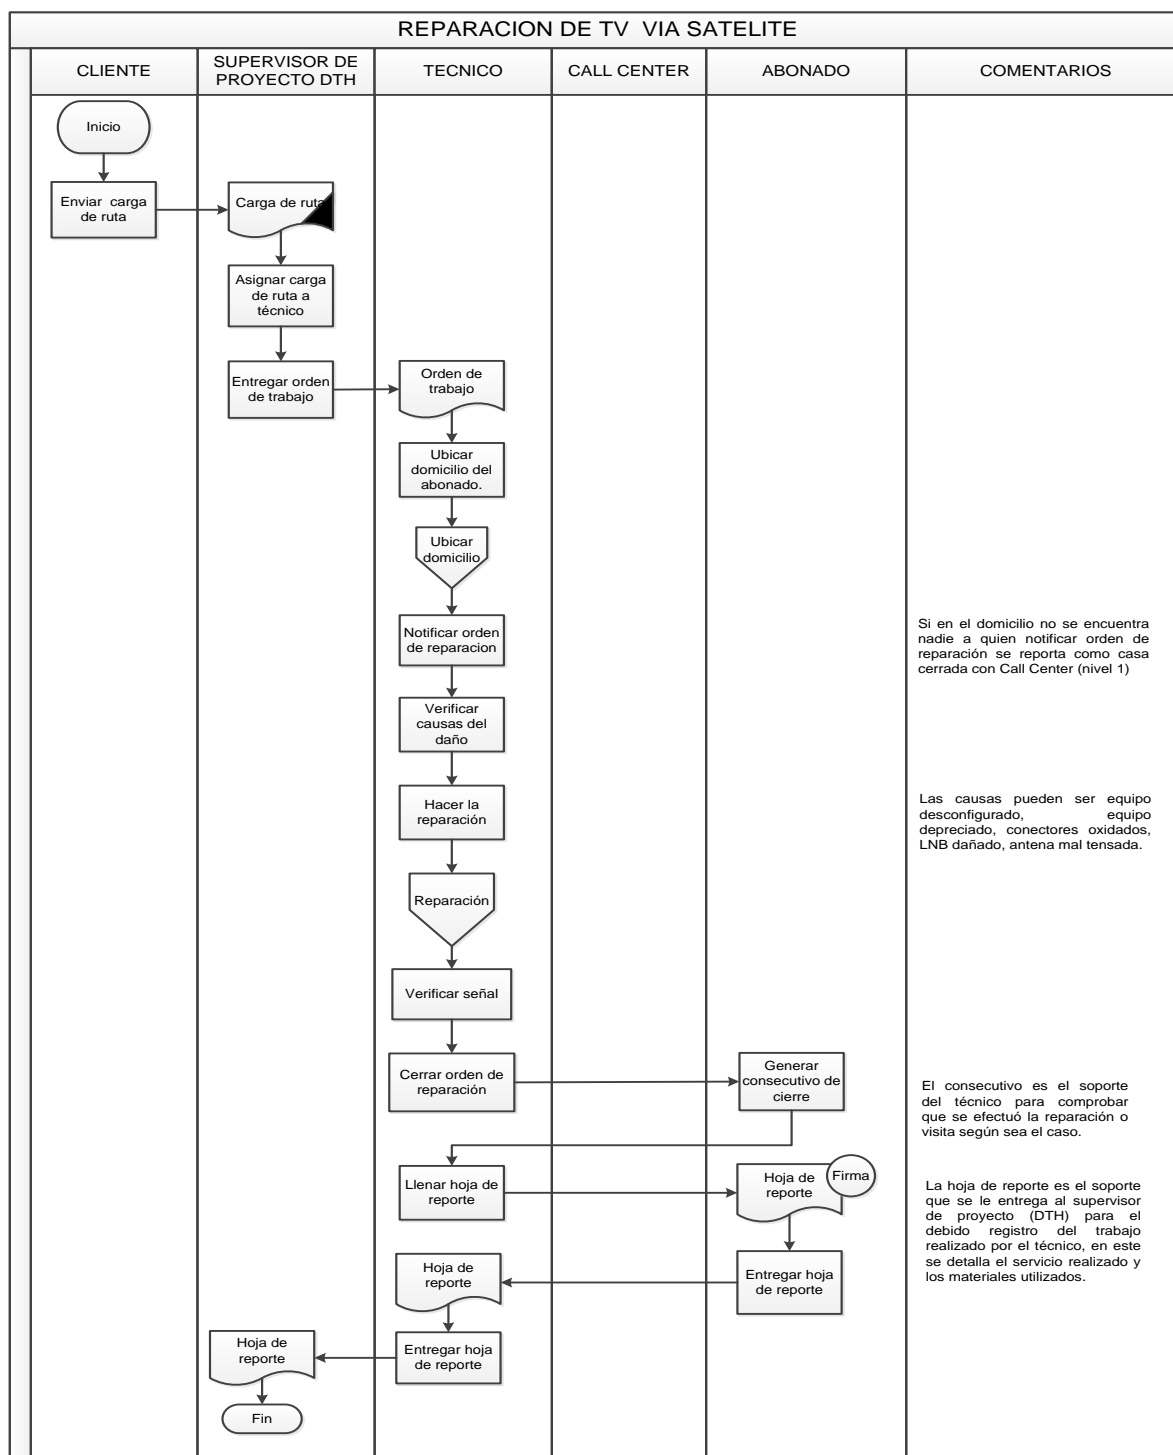 REPARACION DE TV VIA SATELITE
CLIENTE
SUPERVISOR DE
PROYECTO DTH
TECNICO
CALL CENTER
ABONADO
COMENTARIOS
Inicio
Enviar carga
de ruta
Carga de ruta
Asignar carga
de ruta a
técnico
Entregar orden
de trabajo
Orden de
trabajo
Ubicar
domicilio del
abonado.
Ubicar
domicilio
Notificar orden
de reparacion
Si en el domicilio no se encuentra
nadie a quien notificar orden de
reparación se reporta como casa
cerrada con Call Center (nivel 1)
Verificar
causas del
daño
Hacer la
reparación
Las causas pueden ser equipo
desconfigurado, equipo
depreciado, conectores oxidados,
LNB dañado, antena mal tensada.
Reparación
Verificar señal
Cerrar orden de
reparación
Generar
consecutivo de
cierre
El consecutivo es el soporte
del técnico para comprobar
que se efectuó la reparación o
visita según sea el caso.
Llenar hoja de
reporte
Hoja de
reporte
Firma
La hoja de reporte es el soporte
que se le entrega al supervisor
de proyecto (DTH) para el
debido registro del trabajo
realizado por el técnico, en este
se detalla el servicio realizado y
los materiales utilizados.
Entregar hoja
de reporte
Hoja de
reporte
Entregar hoja
de reporte
Hoja de
reporte
Fin